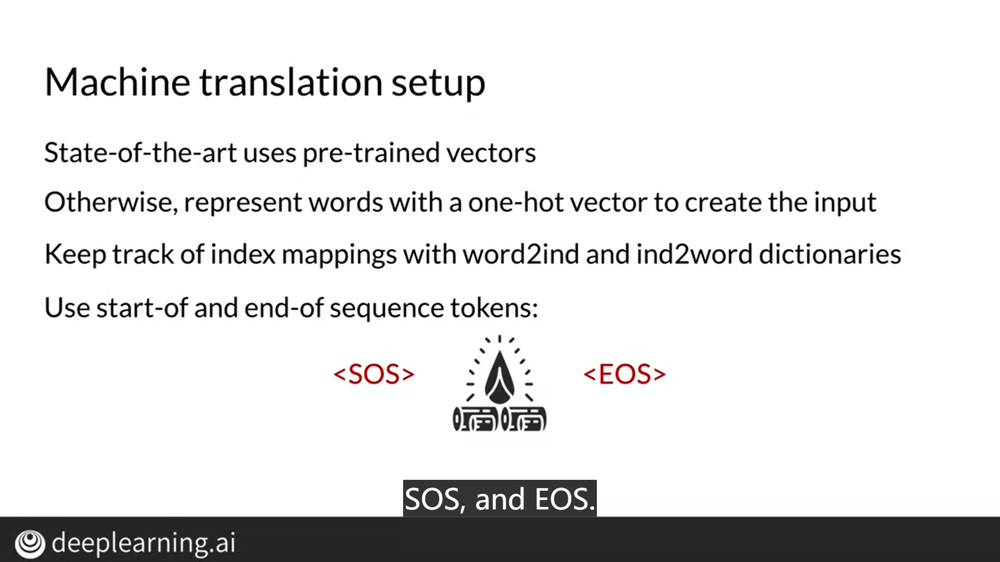 Machine translation setup
State-of-the-art uses pre-trained vectors
Otherwise, represent words with a one-hot vector to create the input
Keep track of index mappings with word2ind and ind2word dictionaries
Use start-of and end-of sequence tokens:
<SOS> <EOS>
SOS, and EOS.
deeplearning.ai